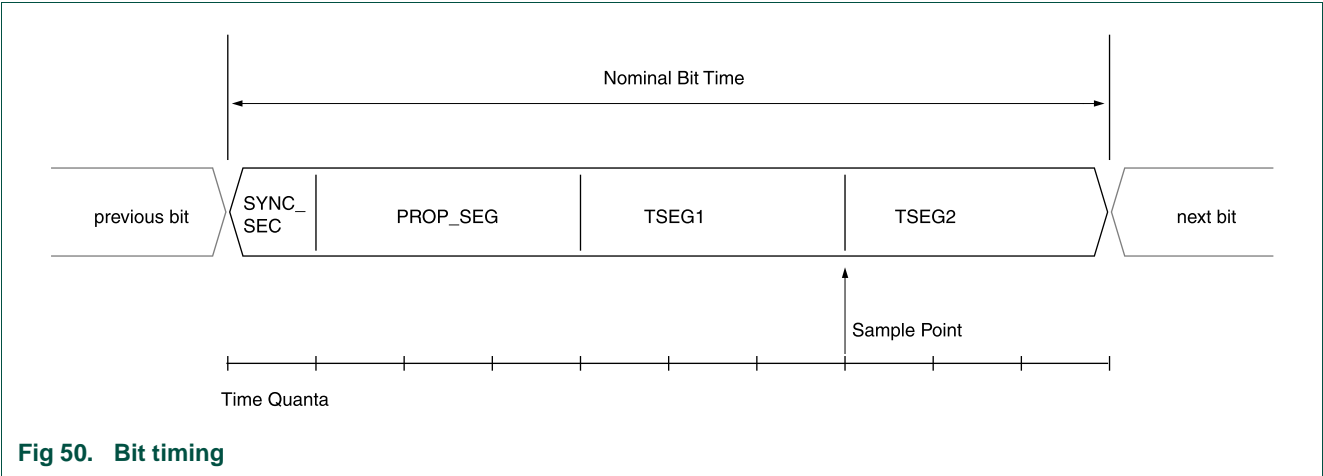 Nominal Bit Time
previous bit
SYNC_
SEC
PROP_SEG
TSEG1
TSEG2
next bit
Sample Point
Time Quanta
Fig 50. Bit timing